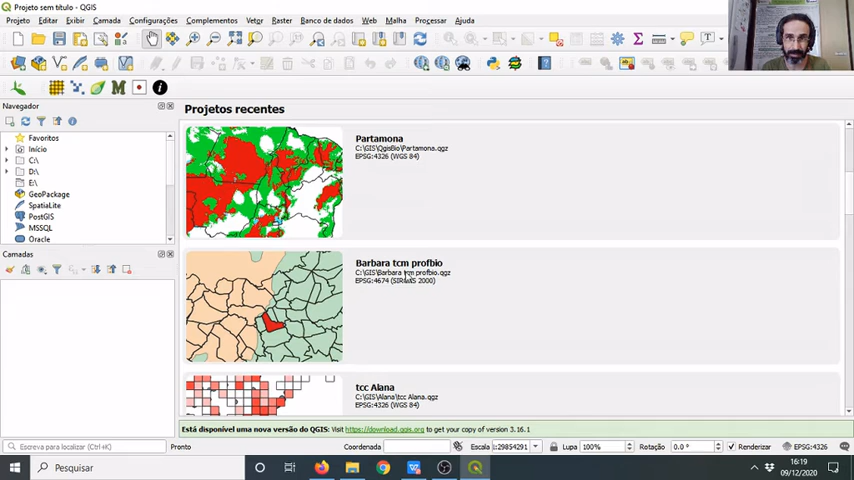 Projeto sem título - QGIS
Projeto Editar Exibir Camada Configurações Complementos Vetor Raster Banco de dados Web Malha Processar Ajuda
Navegador
Favoritos
Início
C:\
D:\
E:\
GeoPackage
SpatiaLite
PostGIS
MSSQL
Oracle
Camadas
Projetos recentes
Partamona
C:\GIS\QgisBio\Partamona.qgz
EPSG:4326 (WGS 84)
Barbara tcm profbio
C:\GIS\Barbara tcm profbio.qgz
EPSG:4674 (SIRGAS 2000)
tcc Alana
C:\GIS\Alana\tcc Alana.qgz
EPSG:4326 (WGS 84)
Está disponível uma nova versão do QGIS: Visit https://download.qgis.org to get your copy of version 3.16.1
Escreva para localizar (Ctrl+K) Pronto Coordenada Escala 1:29854291 Lupa 100% Rotação 0.0 ° Renderizar EPSG:4326
Pesquisar
16:19
09/12/2020